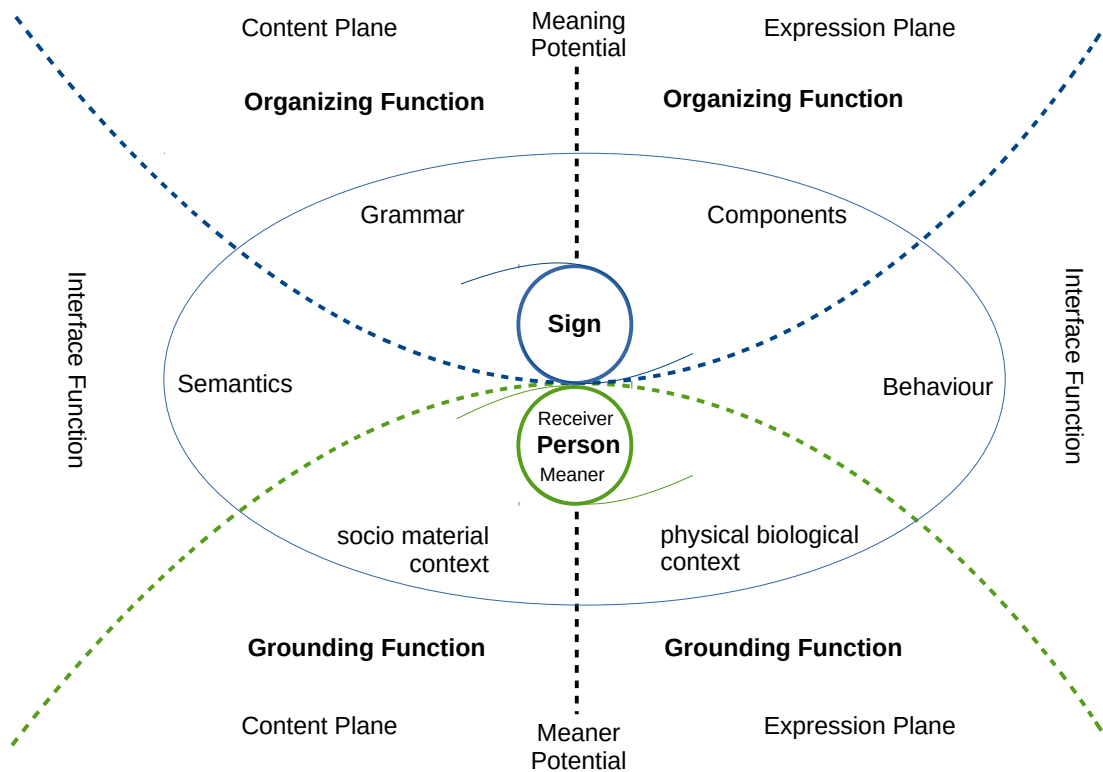 Content Plane
Meaning
Potential
Expression Plane
Organizing Function
Organizing Function
Grammar
Components
Interface Function
Interface Function
Sign
Semantics
Behaviour
Receiver
Person
Meaner
socio material
context
physical biological
context
Grounding Function
Grounding Function
Content Plane
Meaner
Potential
Expression Plane